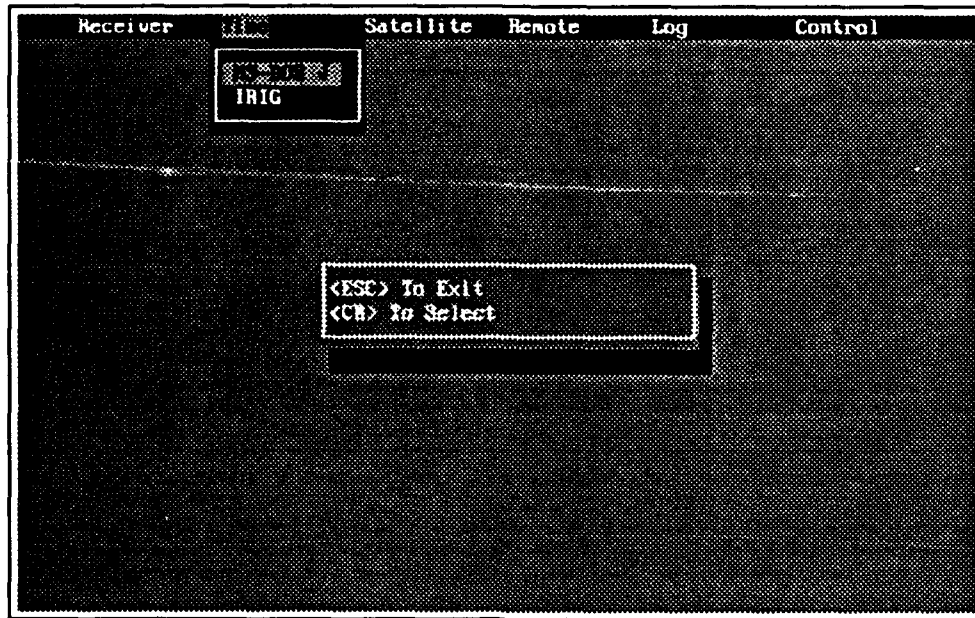 Receiver Satellite Remote Log Control
IRIG
<ESC> To Exit
<CR> To Select